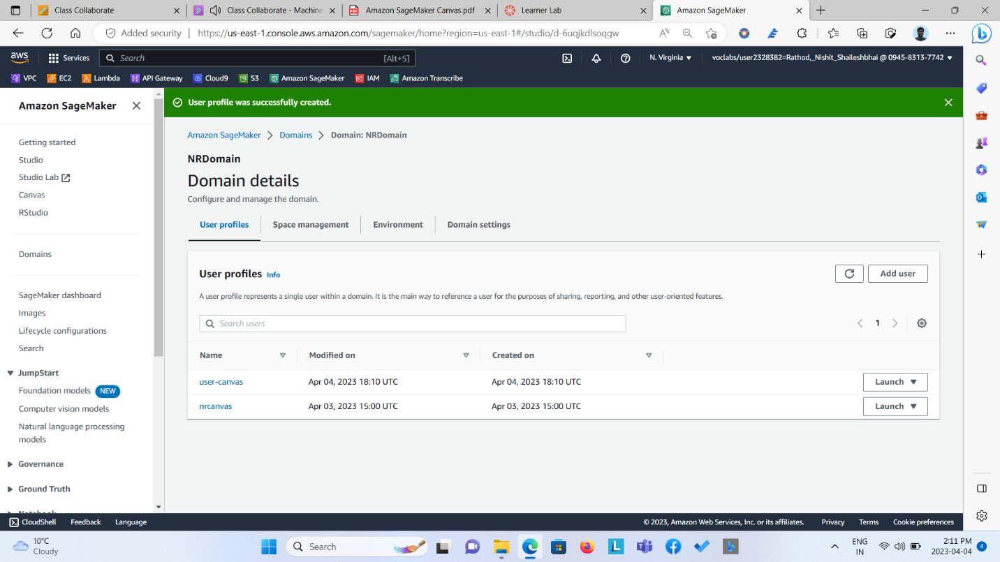 Class Collaborate
Class Collaborate - Machine
Amazon SageMaker Canvas.pdf
Learner Lab
Amazon SageMaker
Added security
https://us-east-1.console.aws.amazon.com/sagemaker/home?region=us-east-1#/studio/d-6uqjkdlsoqgw
aws
Services
Search
[Alt+S]
N. Virginia
voclabs/user2328382=Rathod,_Nishit_Shaileshbhai @ 0945-8313-7742
VPC
EC2
Lambda
API Gateway
Cloud9
S3
Amazon SageMaker
IAM
Amazon Transcribe
Amazon SageMaker
Getting started
Studio
Studio Lab
Canvas
RStudio
Domains
SageMaker dashboard
Images
Lifecycle configurations
Search
JumpStart
Foundation models NEW
Computer vision models
Natural language processing
models
Governance
Ground Truth
Notebook
User profile was successfully created.
Amazon SageMaker
Domains
Domain: NRDomain
NRDomain
Domain details
Configure and manage the domain.
User profiles
Space management
Environment
Domain settings
User profiles Info
Add user
A user profile represents a single user within a domain. It is the main way to reference a user for the purposes of sharing, reporting, and other user-oriented features.
Search users
1
Name
Modified on
Created on
user-canvas
Apr 04, 2023 18:10 UTC
Apr 04, 2023 18:10 UTC
Launch
nrcanvas
Apr 03, 2023 15:00 UTC
Apr 03, 2023 15:00 UTC
Launch
CloudShell
Feedback
Language
© 2023, Amazon Web Services, Inc. or its affiliates.
Privacy
Terms
Cookie preferences
10°C
Cloudy
Search
ENG
IN
2:11 PM
2023-04-04
4